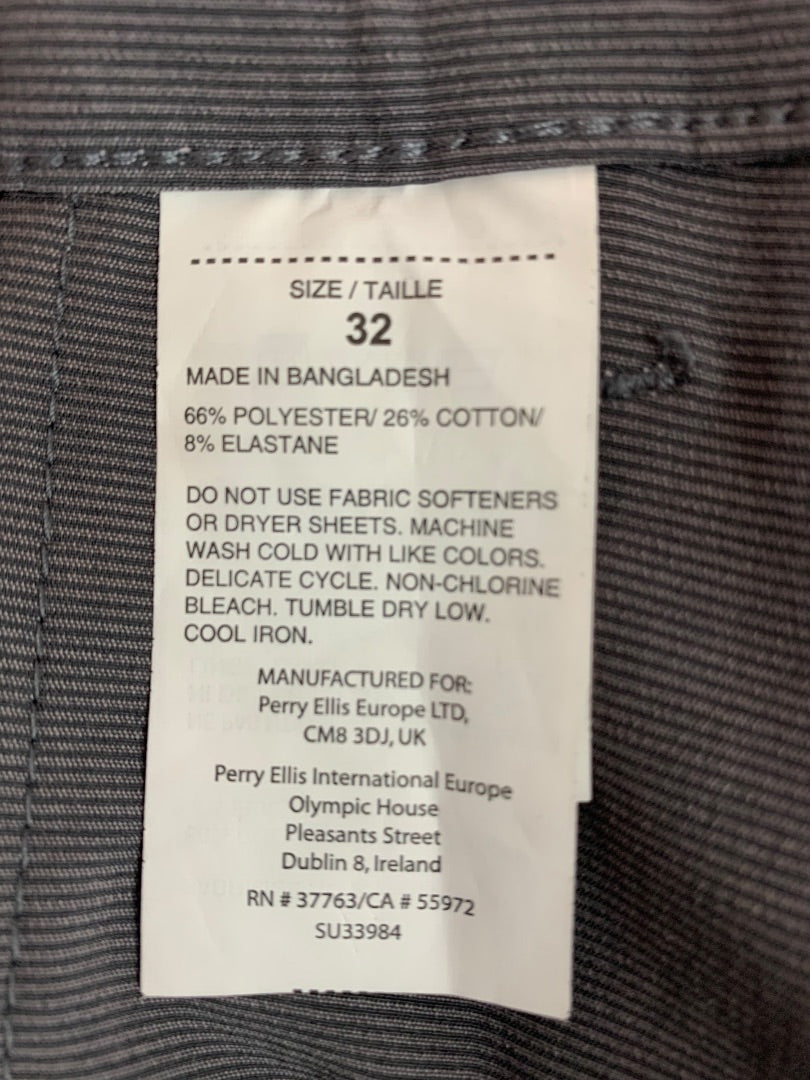 SIZE / TAILLE
32
MADE IN BANGLADESH
66% POLYESTER/ 26% COTTON/
8% ELASTANE
DO NOT USE FABRIC SOFTENERS
OR DRYER SHEETS. MACHINE
WASH COLD WITH LIKE COLORS.
DELICATE CYCLE. NON-CHLORINE
BLEACH. TUMBLE DRY LOW.
COOL IRON.
MANUFACTURED FOR:
Perry Ellis Europe LTD,
CM8 3DJ, UK
Perry Ellis International Europe
Olympic House
Pleasants Street
Dublin 8, Ireland
RN # 37763/CA # 55972
SU33984